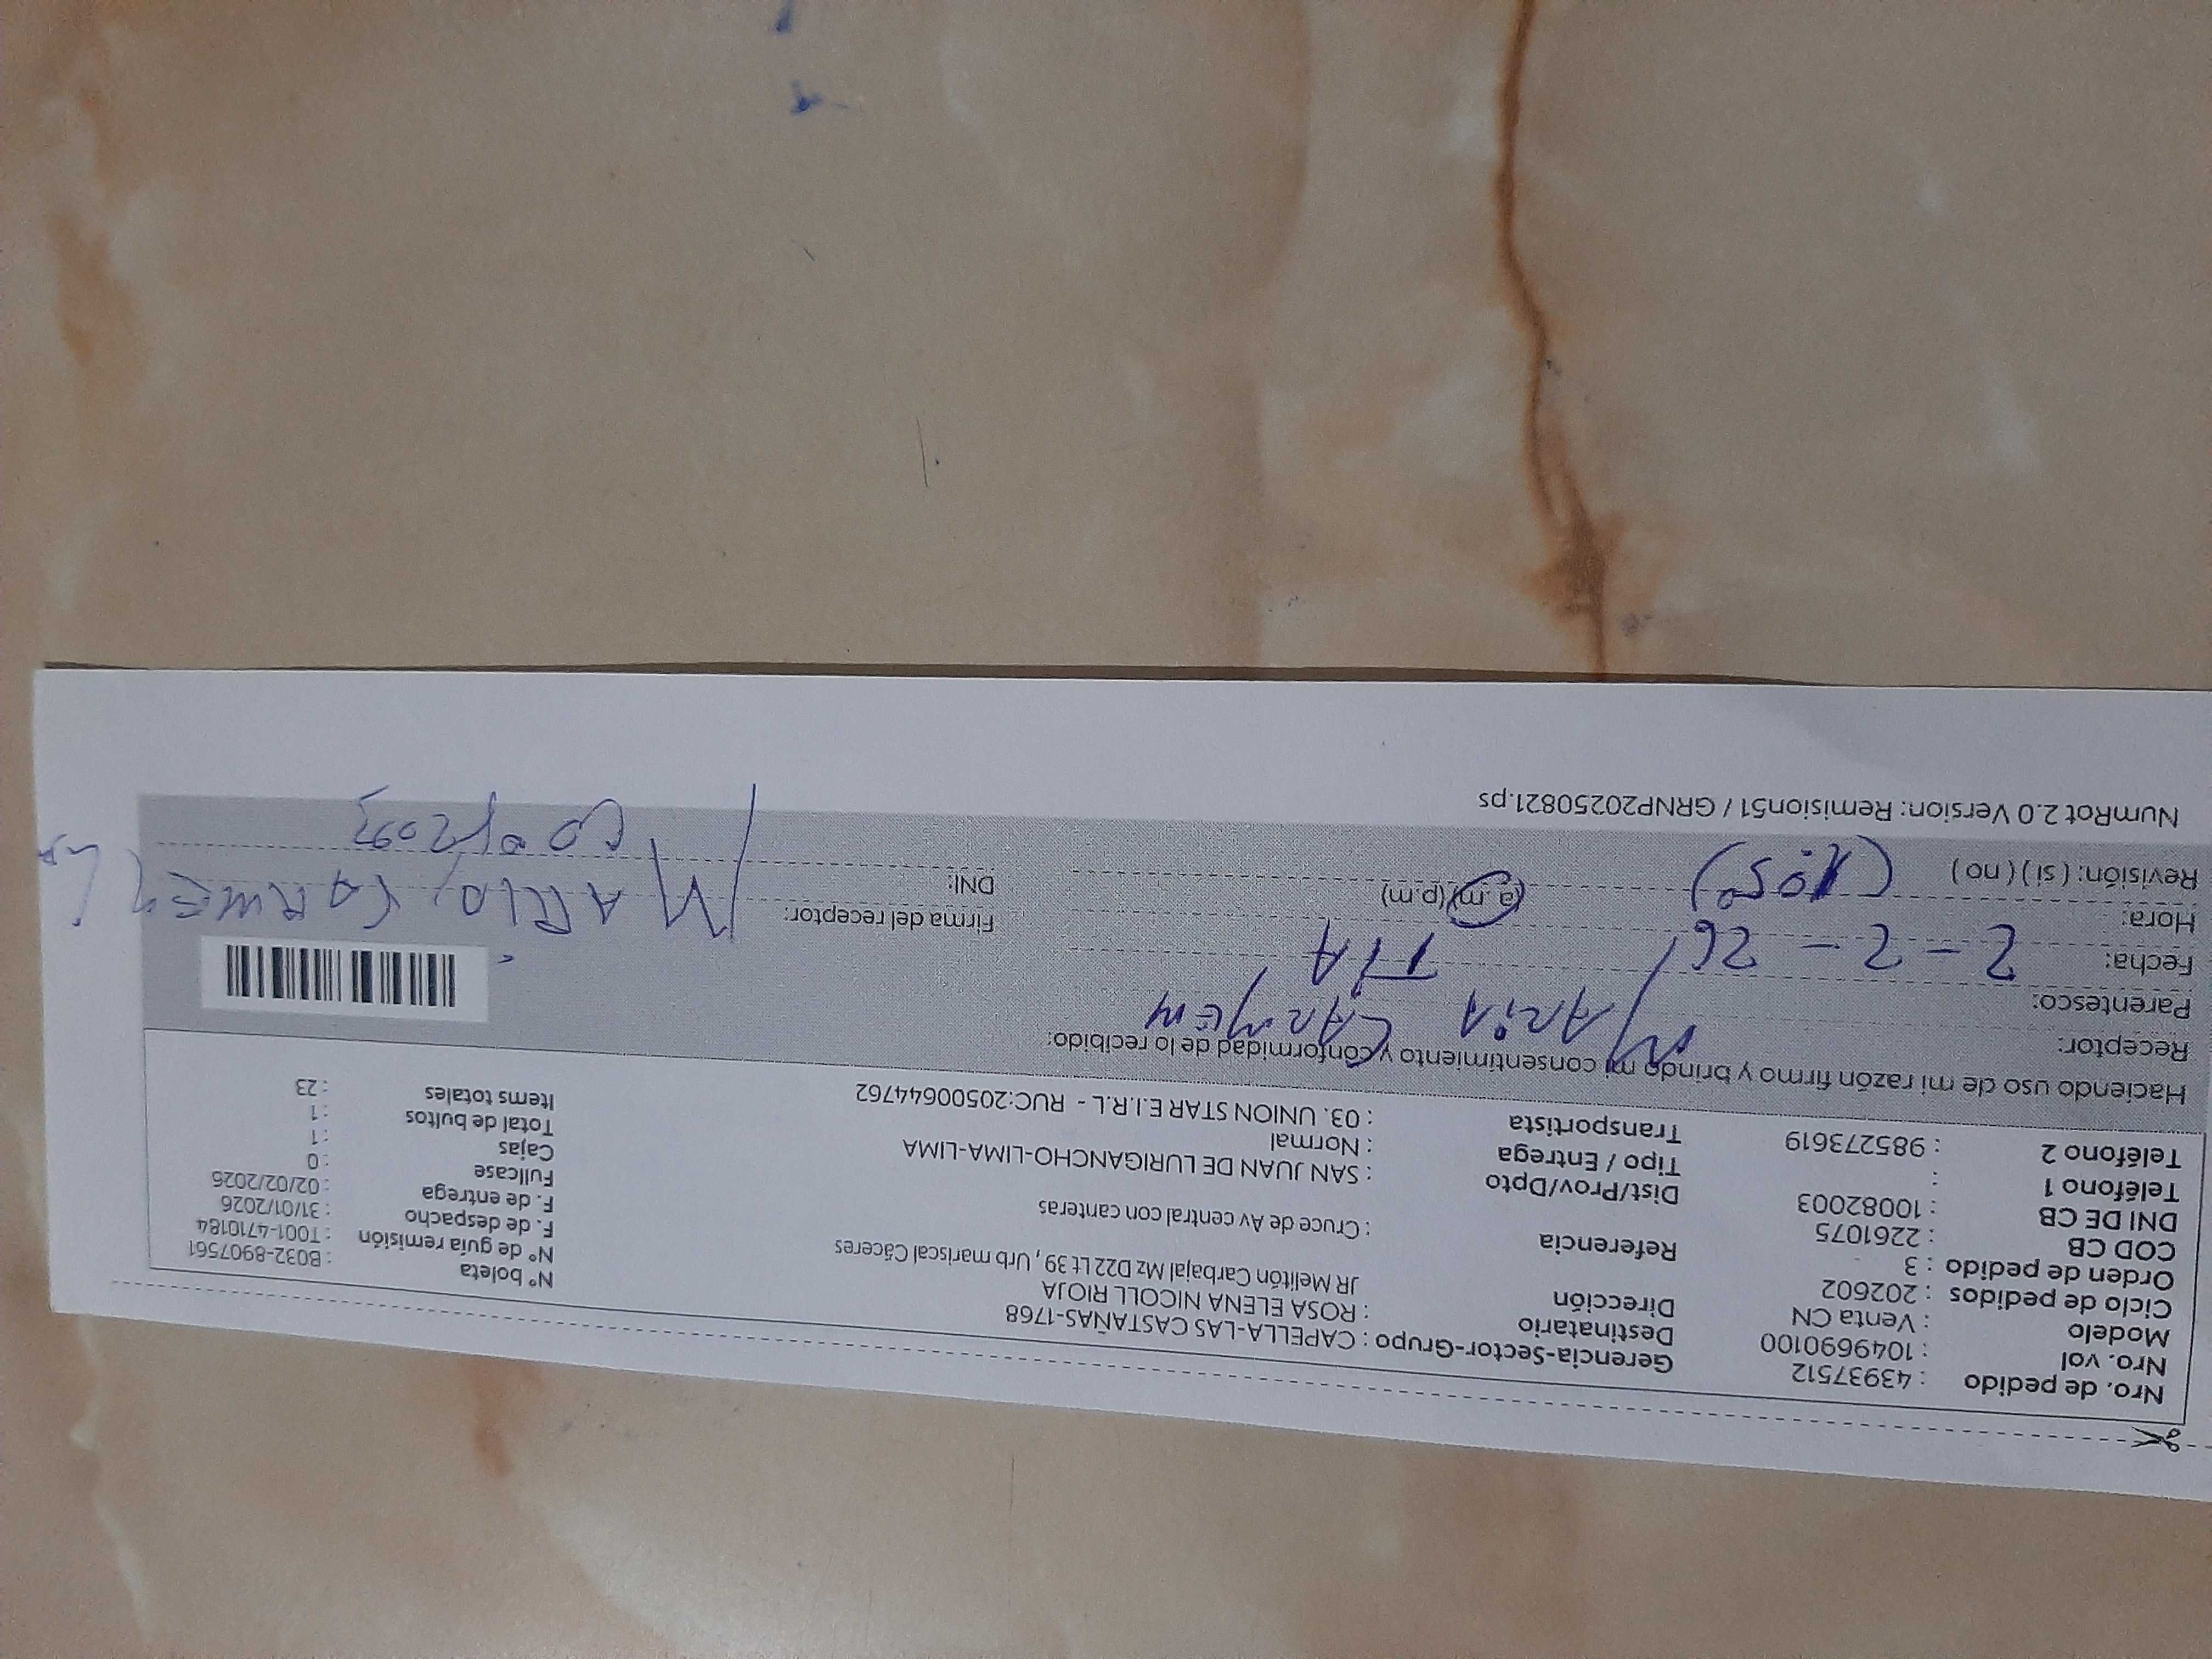 Nro. de pedido : 43937512
Nro. vol : 1049690100
Modelo : Venta CN
Ciclo de pedidos : 202602
Orden de pedido : 3
COD CB : 2261075
DNI DE CB : 10082003
Teléfono 1 :
Teléfono 2 : 985273619
Gerencia-Sector-Grupo : CAPELLA-LAS CASTAÑAS-1768
Destinatario : ROSA ELENA NICOLL RIOJA
Dirección JR Melitón Carbajal Mz D22 Lt 39 , Urb mariscal Cáceres
Referencia : Cruce de Av central con canteras
Dist/Prov/Dpto : SAN JUAN DE LURIGANCHO-LIMA-LIMA
Tipo / Entrega : Normal
Transportista : 03. UNION STAR E.I.R.L - RUC:20500644762
N° boleta : B032-8907561
N° de guía remisión : T001-4710184
F. de despacho : 31/01/2026
F. de entrega : 02/02/2026
Fullcase : 0
Cajas : 1
Total de bultos : 1
Items totales : 23
Haciendo uso de mi razón firmo y brindo mi consentimiento y conformidad de lo recibido:
Receptor: MARiA CARMEN
Parentesco: TiA
Fecha: 2 - 2 - 26
Hora: (a.m)(p.m)
Revisión: ( si ) ( no )
Firma del receptor: CARMEN
DNI:
NumRot 2.0 Version: Remision51 / GRNP20250821.ps